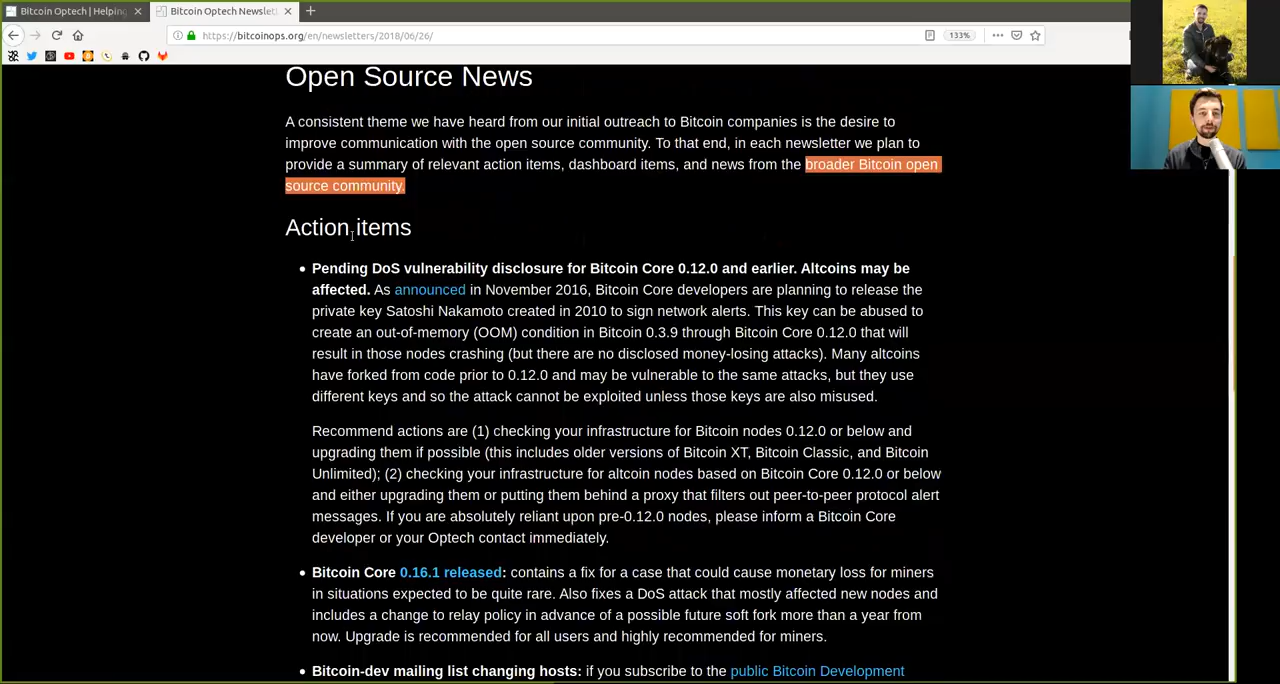 Bitcoin Optech | Helping
Bitcoin Optech Newslet
https://bitcoinops.org/en/newsletters/2018/06/26/
133%
Open Source News
A consistent theme we have heard from our initial outreach to Bitcoin companies is the desire to
improve communication with the open source community. To that end, in each newsletter we plan to
provide a summary of relevant action items, dashboard items, and news from the broader Bitcoin open
source community.
Action items
• Pending DoS vulnerability disclosure for Bitcoin Core 0.12.0 and earlier. Altcoins may be
affected. As announced in November 2016, Bitcoin Core developers are planning to release the
private key Satoshi Nakamoto created in 2010 to sign network alerts. This key can be abused to
create an out-of-memory (OOM) condition in Bitcoin 0.3.9 through Bitcoin Core 0.12.0 that will
result in those nodes crashing (but there are no disclosed money-losing attacks). Many altcoins
have forked from code prior to 0.12.0 and may be vulnerable to the same attacks, but they use
different keys and so the attack cannot be exploited unless those keys are also misused.
Recommend actions are (1) checking your infrastructure for Bitcoin nodes 0.12.0 or below and
upgrading them if possible (this includes older versions of Bitcoin XT, Bitcoin Classic, and Bitcoin
Unlimited); (2) checking your infrastructure for altcoin nodes based on Bitcoin Core 0.12.0 or below
and either upgrading them or putting them behind a proxy that filters out peer-to-peer protocol alert
messages. If you are absolutely reliant upon pre-0.12.0 nodes, please inform a Bitcoin Core
developer or your Optech contact immediately.
• Bitcoin Core 0.16.1 released: contains a fix for a case that could cause monetary loss for miners
in situations expected to be quite rare. Also fixes a DoS attack that mostly affected new nodes and
includes a change to relay policy in advance of a possible future soft fork more than a year from
now. Upgrade is recommended for all users and highly recommended for miners.
• Bitcoin-dev mailing list changing hosts: if you subscribe to the public Bitcoin Development